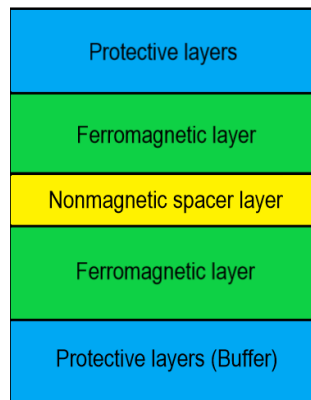 Protective layers
Ferromagnetic layer
Nonmagnetic spacer layer
Ferromagnetic layer
Protective layers (Buffer)